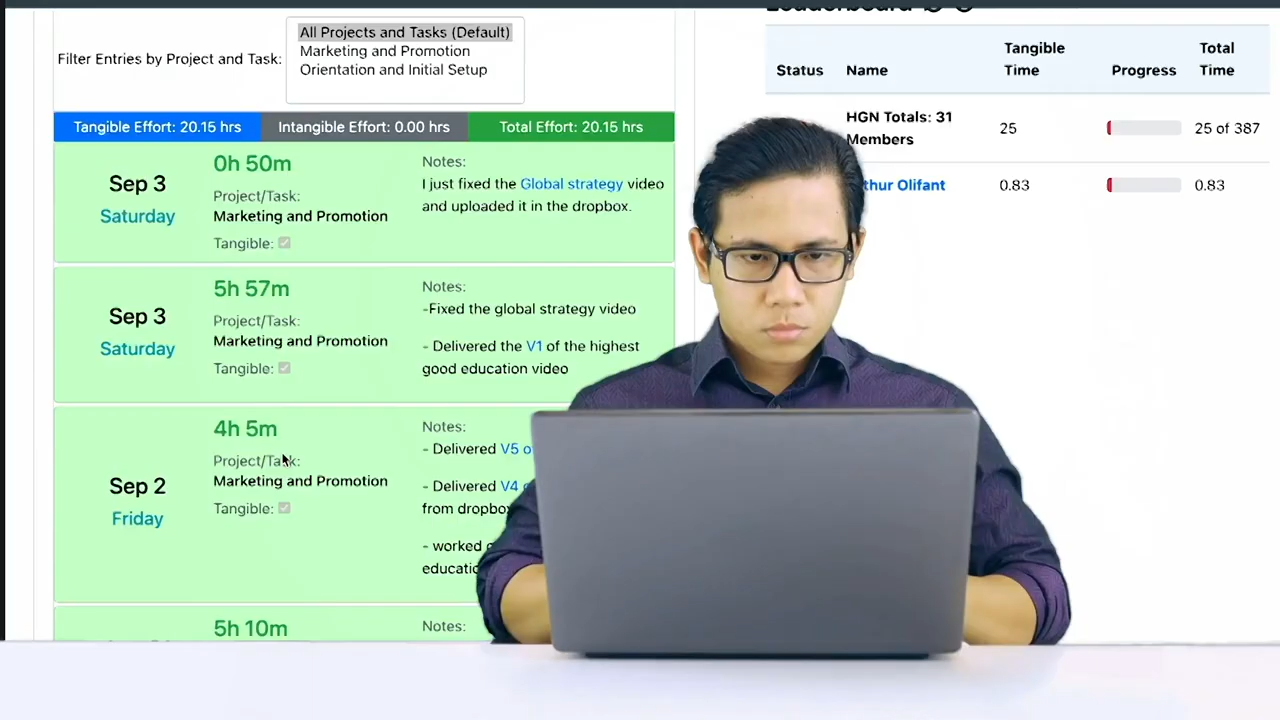 Leaderboard
All Projects and Tasks (Default)
Marketing and Promotion
Orientation and Initial Setup
Filter Entries by Project and Task:
Tangible Effort: 20.15 hrs
Intangible Effort: 0.00 hrs
Total Effort: 20.15 hrs
Sep 3
Saturday
0h 50m
Project/Task:
Marketing and Promotion
Tangible:
Notes:
I just fixed the Global strategy video
and uploaded it in the dropbox.
Sep 3
Saturday
5h 57m
Project/Task:
Marketing and Promotion
Tangible:
Notes:
-Fixed the global strategy video
- Delivered the V1 of the highest
good education video
Sep 2
Friday
4h 5m
Project/Task:
Marketing and Promotion
Tangible:
Notes:
- Delivered V5
- Delivered V4
from
- worked
5h 10m
Notes:
Status
Name
Tangible
Time
Progress
Total
Time
HGN Totals: 31
Members
25
25 of 387
Olifant
0.83
0.83